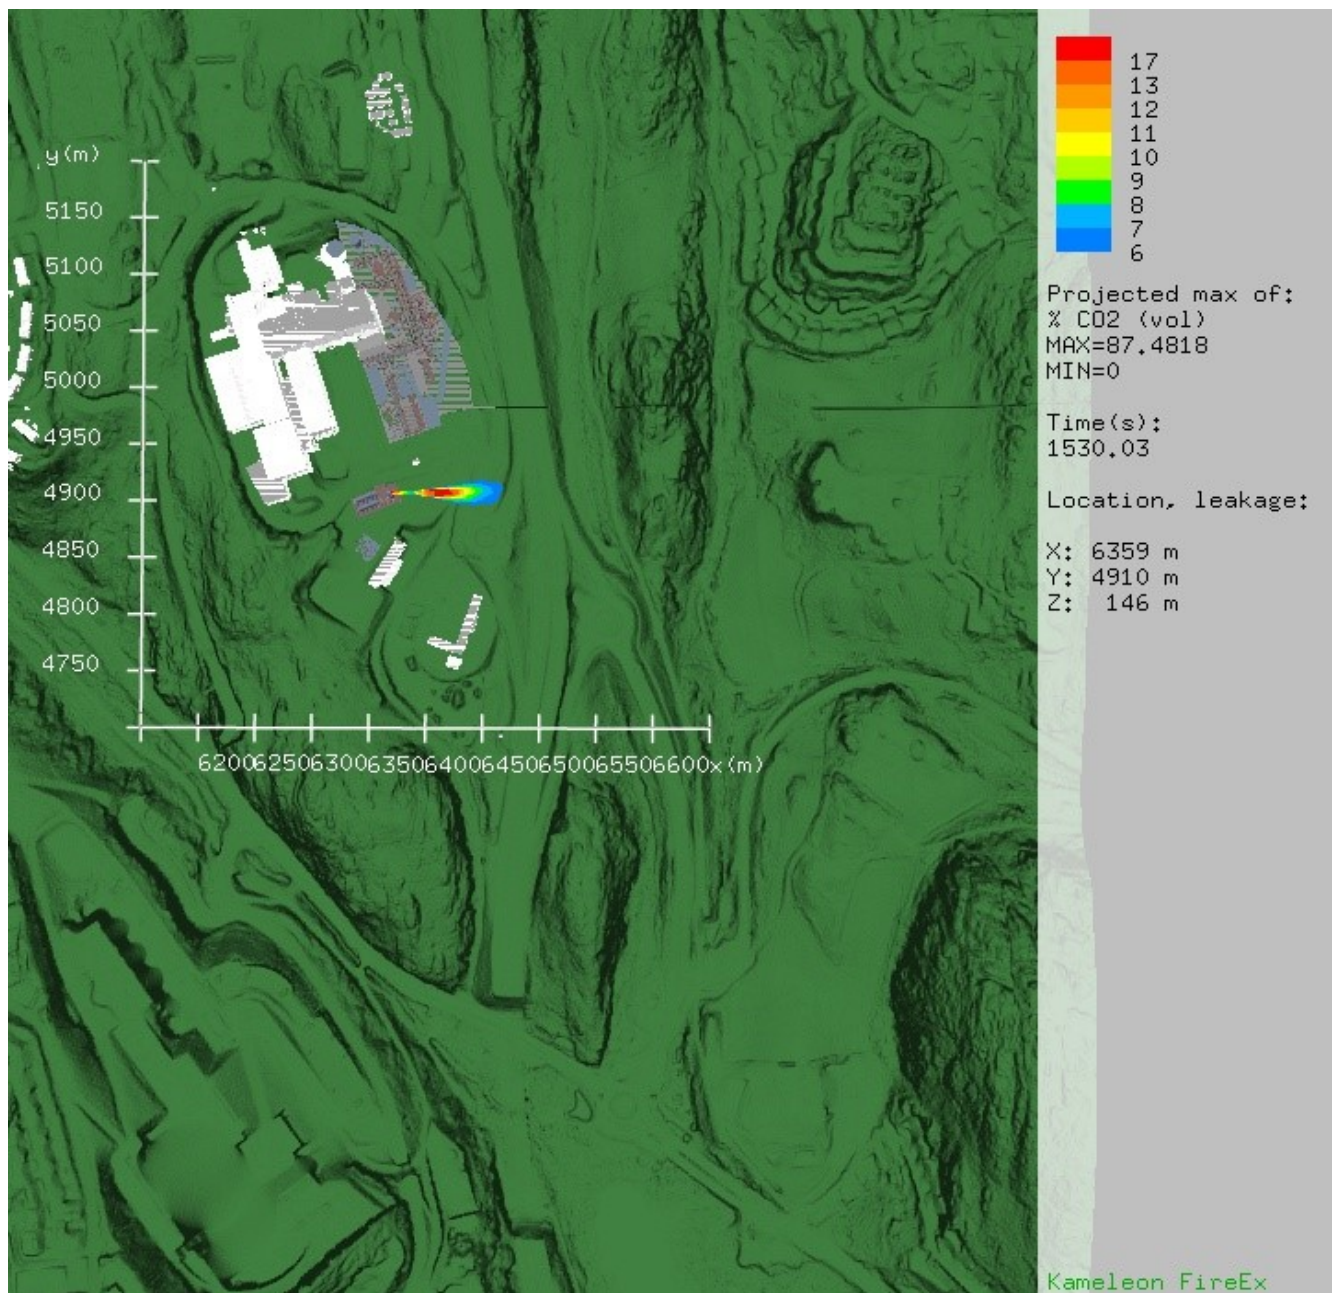 17
13
12
11
10
9
8
7
6
y(m)
5150
5100
5050
5000
4950
4900
4850
4800
4750
620062506300635064006450650065506600x(m)
Projected max of:
% CO2 (vol)
MAX=87.4818
MIN=0
Time(s):
1530.03
Location, leakage:
X: 6359 m
Y: 4910 m
Z: 146 m
Kameleon FireEx